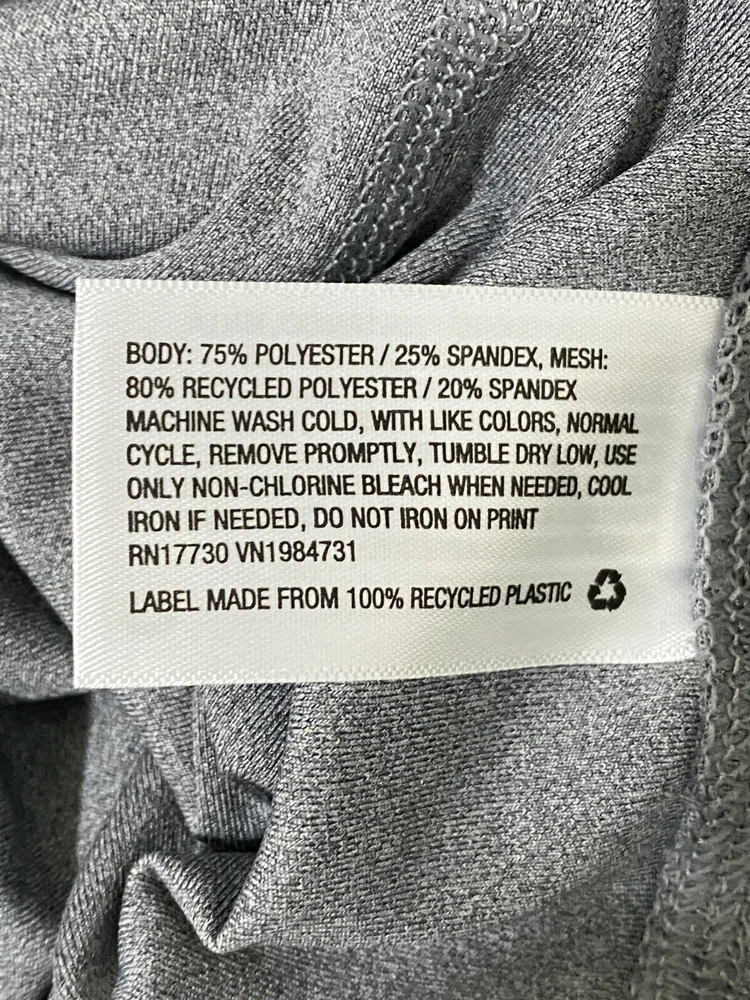 BODY: 75% POLYESTER / 25% SPANDEX, MESH:
80% RECYCLED POLYESTER / 20% SPANDEX
MACHINE WASH COLD, WITH LIKE COLORS, NORMAL
CYCLE, REMOVE PROMPTLY, TUMBLE DRY LOW, USE
ONLY NON-CHLORINE BLEACH WHEN NEEDED, COOL
IRON IF NEEDED, DO NOT IRON ON PRINT
RN17730 VN1984731
LABEL MADE FROM 100% RECYCLED PLASTIC